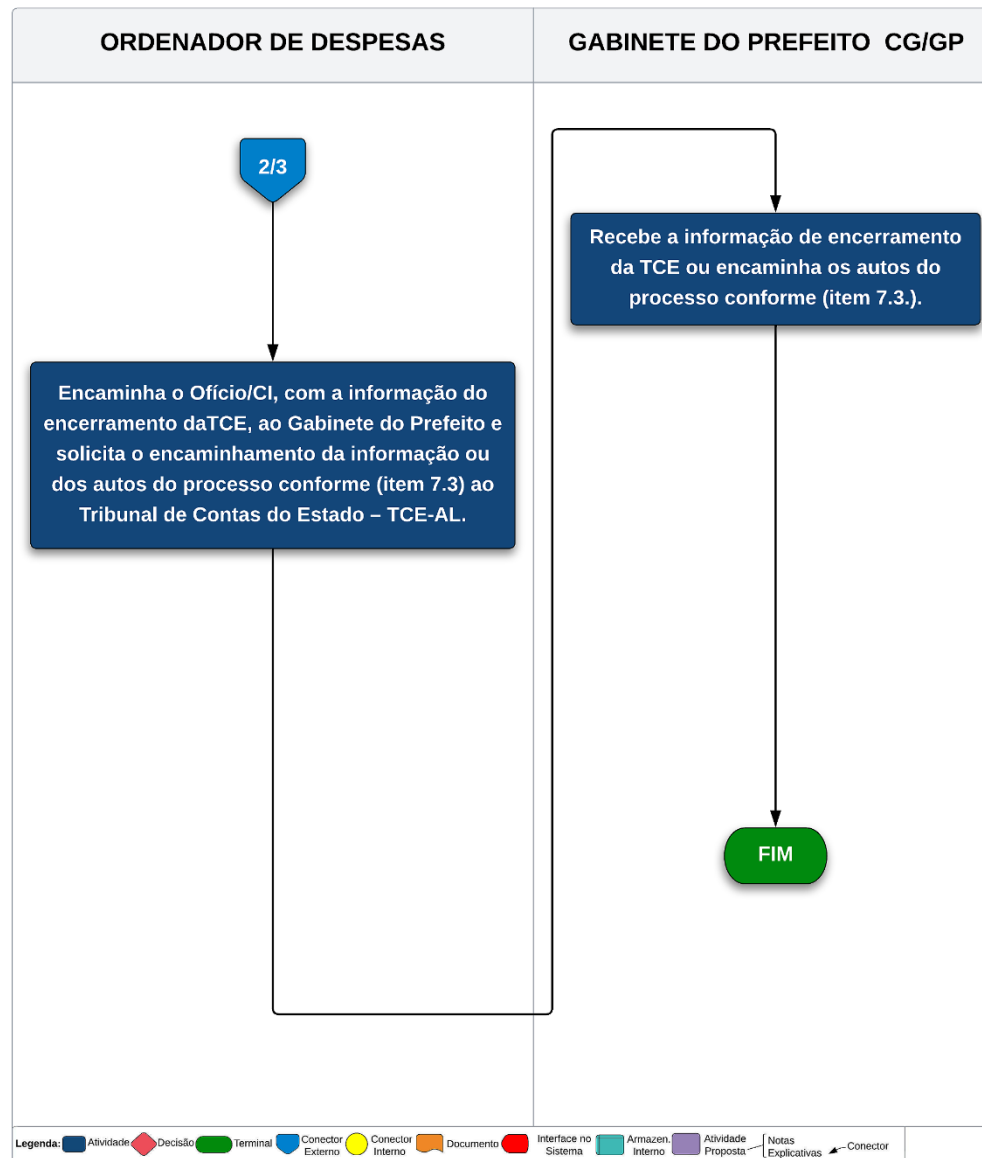 ORDENADOR DE DESPESAS
GABINETE DO PREFEITO CG/GP
2/3
Encaminha o Ofício/CI, com a informação do
encerramento daTCE, ao Gabinete do Prefeito e
solicita o encaminhamento da informação ou
dos autos do processo conforme (item 7.3) ao
Tribunal de Contas do Estado – TCE-AL.
Recebe a informação de encerramento
da TCE ou encaminha os autos do
processo conforme (item 7.3.).
FIM
Legenda:
Atividade
Decisão
Terminal
Conector
Externo
Conector
Interno
Documento
Interface no
Sistema
Armazen.
Interno
Atividade
Proposta
Notas
Explicativas
Conector